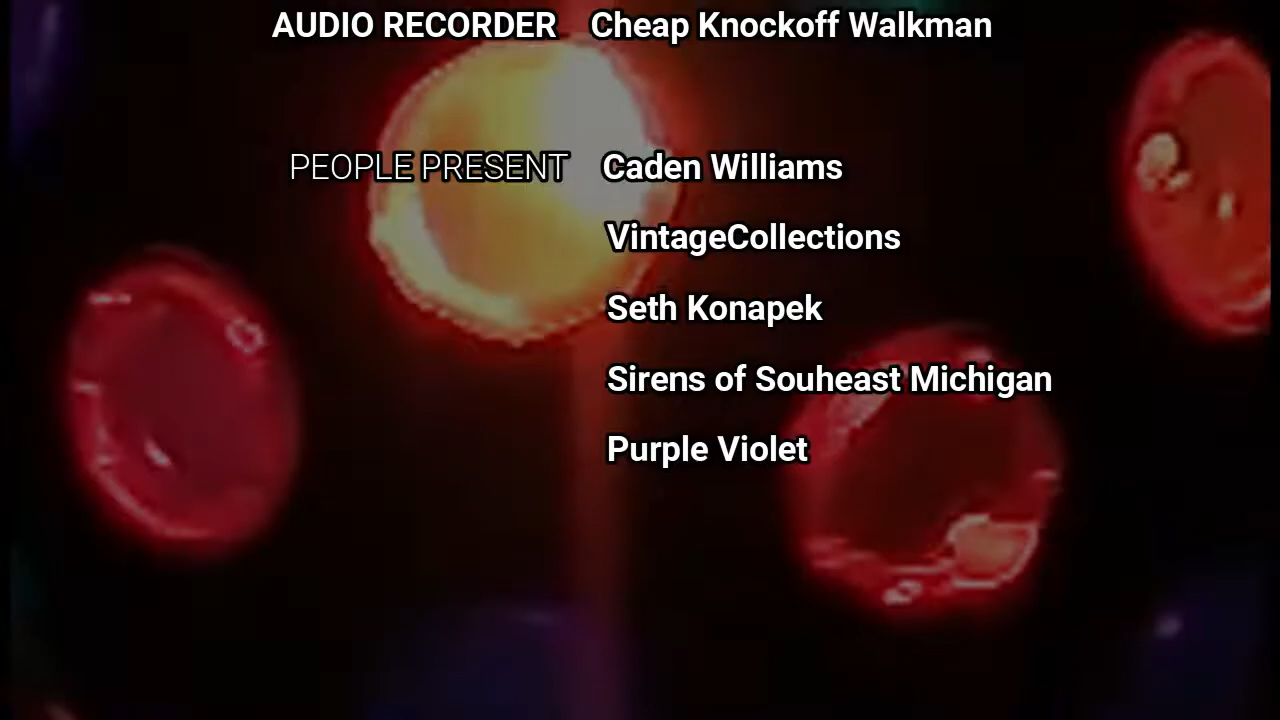 AUDIO RECORDER Cheap Knockoff Walkman
PEOPLE PRESENT Caden Williams
VintageCollections
Seth Konapek
Sirens of Souheast Michigan
Purple Violet